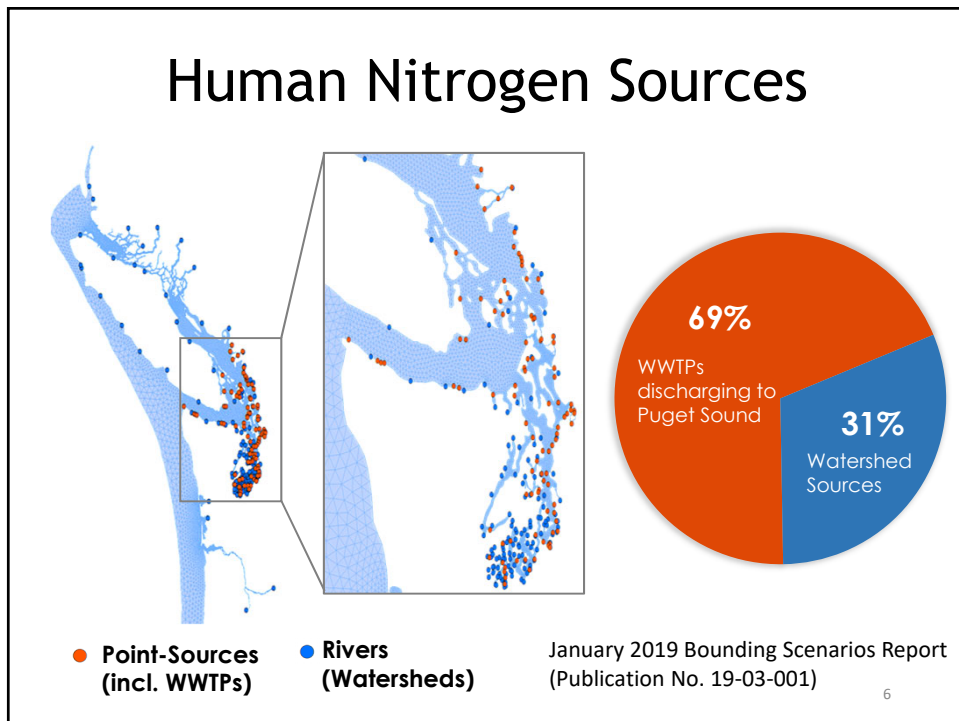 Human Nitrogen Sources
69%
WWTPs
discharging to
Puget Sound
31%
Watershed
Sources
Point-Sources
(incl. WWTPs)
Rivers
(Watersheds)
January 2019 Bounding Scenarios Report
(Publication No. 19-03-001)
6